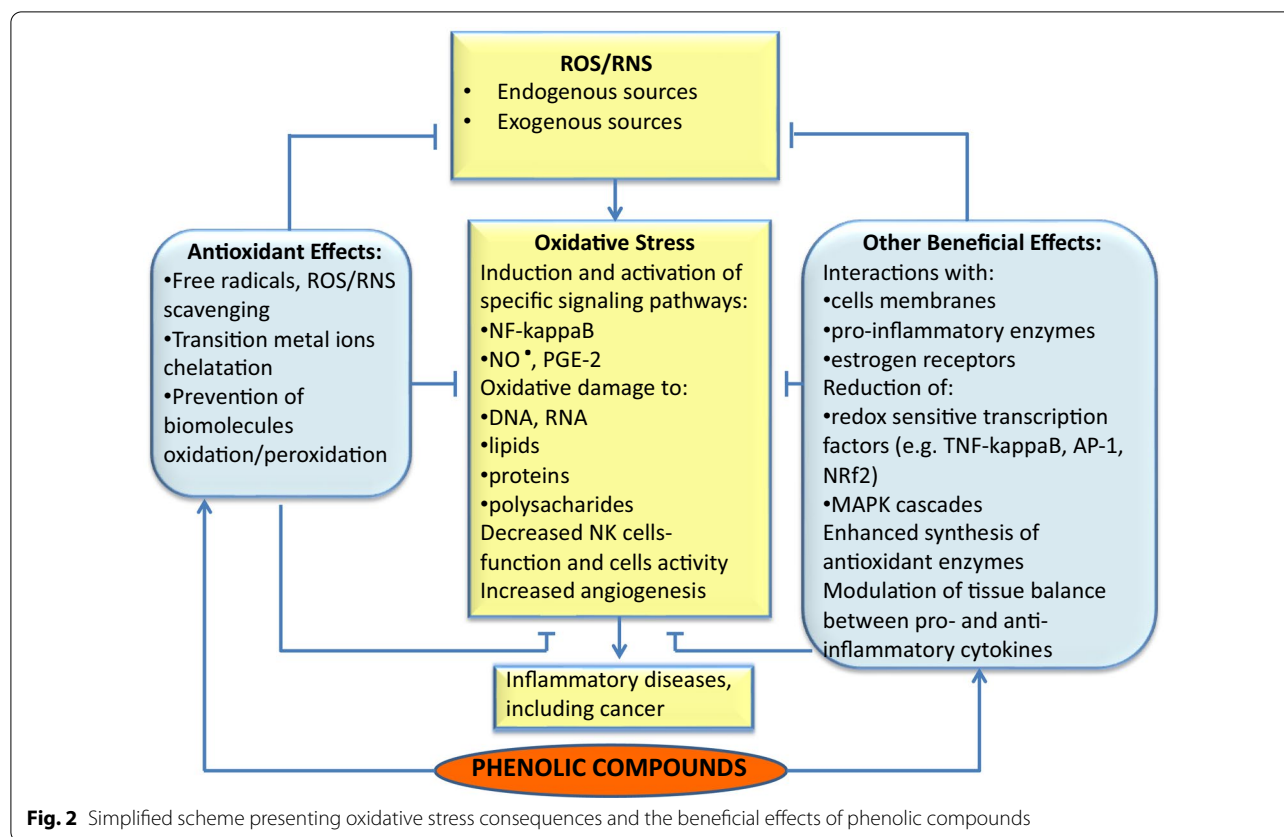 ROS/RNS
• Endogenous sources
• Exogenous sources
Antioxidant Effects:
•Free radicals, ROS/RNS
scavenging
•Transition metal ions
chelatation
•Prevention of
biomolecules
oxidation/peroxidation
Oxidative Stress
Induction and activation of
specific signaling pathways:
•NF-kappaB
•NO•, PGE-2
Oxidative damage to:
•DNA, RNA
•lipids
•proteins
•polysacharides
Decreased NK cells-
function and cells activity
Increased angiogenesis
Other Beneficial Effects:
Interactions with:
•cells membranes
•pro-inflammatory enzymes
•estrogen receptors
Reduction of:
•redox sensitive transcription
factors (e.g. TNF-kappaB, AP-1,
NRf2)
•MAPK cascades
Enhanced synthesis of
antioxidant enzymes
Modulation of tissue balance
between pro- and anti-
inflammatory cytokines
Inflammatory diseases,
including cancer
PHENOLIC COMPOUNDS
Fig. 2 Simplified scheme presenting oxidative stress consequences and the beneficial effects of phenolic compounds